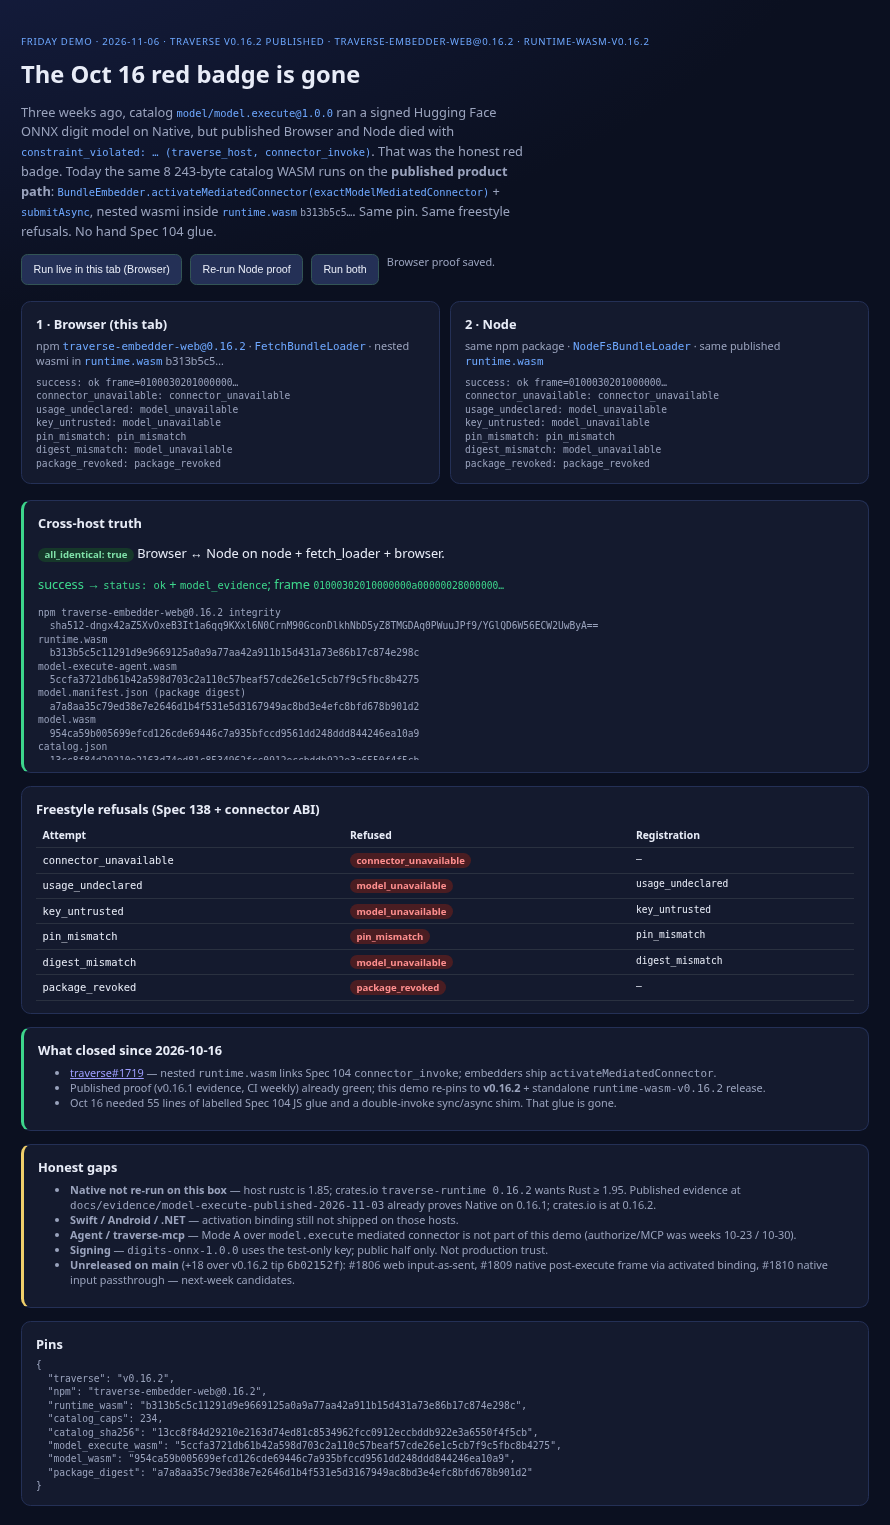 FRIDAY DEMO · 2026-11-06 · TRAVERSE V0.16.2 PUBLISHED · TRAVERSE-EMBEDDER-WEB@0.16.2 · RUNTIME-WASM-V0.16.2
The Oct 16 red badge is gone
Three weeks ago, catalog model/model.execute@1.0.0 ran a signed Hugging Face
ONNX digit model on Native, but published Browser and Node died with
constraint_violated: … (traverse_host, connector_invoke). That was the honest red
badge. Today the same 8 243-byte catalog WASM runs on the published product
path: BundleEmbedder.activateMediatedConnector(exactModelMediatedConnector) +
submitAsync, nested wasmi inside runtime.wasm b313b5c5…. Same pin. Same freestyle
refusals. No hand Spec 104 glue.
Run live in this tab (Browser)
Re-run Node proof
Run both
Browser proof saved.
1 · Browser (this tab)
npm traverse-embedder-web@0.16.2 · FetchBundleLoader · nested
wasmi in runtime.wasm b313b5c5…
success: ok frame=0100030201000000…
connector_unavailable: connector_unavailable
usage_undeclared: model_unavailable
key_untrusted: model_unavailable
pin_mismatch: pin_mismatch
digest_mismatch: model_unavailable
package_revoked: package_revoked
2 · Node
same npm package · NodeFsBundleLoader · same published
runtime.wasm
success: ok frame=0100030201000000…
connector_unavailable: connector_unavailable
usage_undeclared: model_unavailable
key_untrusted: model_unavailable
pin_mismatch: pin_mismatch
digest_mismatch: model_unavailable
package_revoked: package_revoked
Cross-host truth
all_identical: true Browser ↔ Node on node + fetch_loader + browser.
success → status: ok + model_evidence; frame 01000302010000000a00000028000000…
npm traverse-embedder-web@0.16.2 integrity
sha512-dngx42aZ5XvOxeB3It1a6qq9KXxl6N0CrnM90GconDlkhNbD5yZ8TMGDAq0PWuuJPf9/YGlQD6W56ECW2UwByA==
runtime.wasm
b313b5c5c11291d9e9669125a0a9a77aa42a911b15d431a73e86b17c874e298c
model-execute-agent.wasm
5ccfa3721db61b42a598d703c2a110c57beaf57cde26e1c5cb7f9c5fbc8b4275
model.manifest.json (package digest)
a7a8aa35c79ed38e7e2646d1b4f531e5d3167949ac8bd3e4efc8bfd678b901d2
model.wasm
954ca59b005699efcd126cde69446c7a935bfccd9561dd248ddd844246ea10a9
catalog.json
13cc8f84d29210e2163d74ed81c8534962fcc0912eccbddb922e3a6550f4f5cb
Freestyle refusals (Spec 138 + connector ABI)
Attempt Refused Registration
connector_unavailable connector_unavailable —
usage_undeclared model_unavailable usage_undeclared
key_untrusted model_unavailable key_untrusted
pin_mismatch pin_mismatch pin_mismatch
digest_mismatch model_unavailable digest_mismatch
package_revoked package_revoked —
What closed since 2026-10-16
• traverse#1719 — nested runtime.wasm links Spec 104 connector_invoke; embedders ship activateMediatedConnector.
• Published proof (v0.16.1 evidence, CI weekly) already green; this demo re-pins to v0.16.2 + standalone runtime-wasm-v0.16.2 release.
• Oct 16 needed 55 lines of labelled Spec 104 JS glue and a double-invoke sync/async shim. That glue is gone.
Honest gaps
• Native not re-run on this box — host rustc is 1.85; crates.io traverse-runtime 0.16.2 wants Rust ≥ 1.95. Published evidence at
docs/evidence/model-execute-published-2026-11-03 already proves Native on 0.16.1; crates.io is at 0.16.2.
• Swift / Android / .NET — activation binding still not shipped on those hosts.
• Agent / traverse-mcp — Mode A over model.execute mediated connector is not part of this demo (authorize/MCP was weeks 10-23 / 10-30).
• Signing — digits-onnx-1.0.0 uses the test-only key; public half only. Not production trust.
• Unreleased on main (+18 over v0.16.2 tip 6b02152f): #1806 web input-as-sent, #1809 native post-execute frame via activated binding, #1810 native
input passthrough — next-week candidates.
Pins
{
"traverse": "v0.16.2",
"npm": "traverse-embedder-web@0.16.2",
"runtime_wasm": "b313b5c5c11291d9e9669125a0a9a77aa42a911b15d431a73e86b17c874e298c",
"catalog_caps": 234,
"catalog_sha256": "13cc8f84d29210e2163d74ed81c8534962fcc0912eccbddb922e3a6550f4f5cb",
"model_execute_wasm": "5ccfa3721db61b42a598d703c2a110c57beaf57cde26e1c5cb7f9c5fbc8b4275",
"model_wasm": "954ca59b005699efcd126cde69446c7a935bfccd9561dd248ddd844246ea10a9",
"package_digest": "a7a8aa35c79ed38e7e2646d1b4f531e5d3167949ac8bd3e4efc8bfd678b901d2"
}